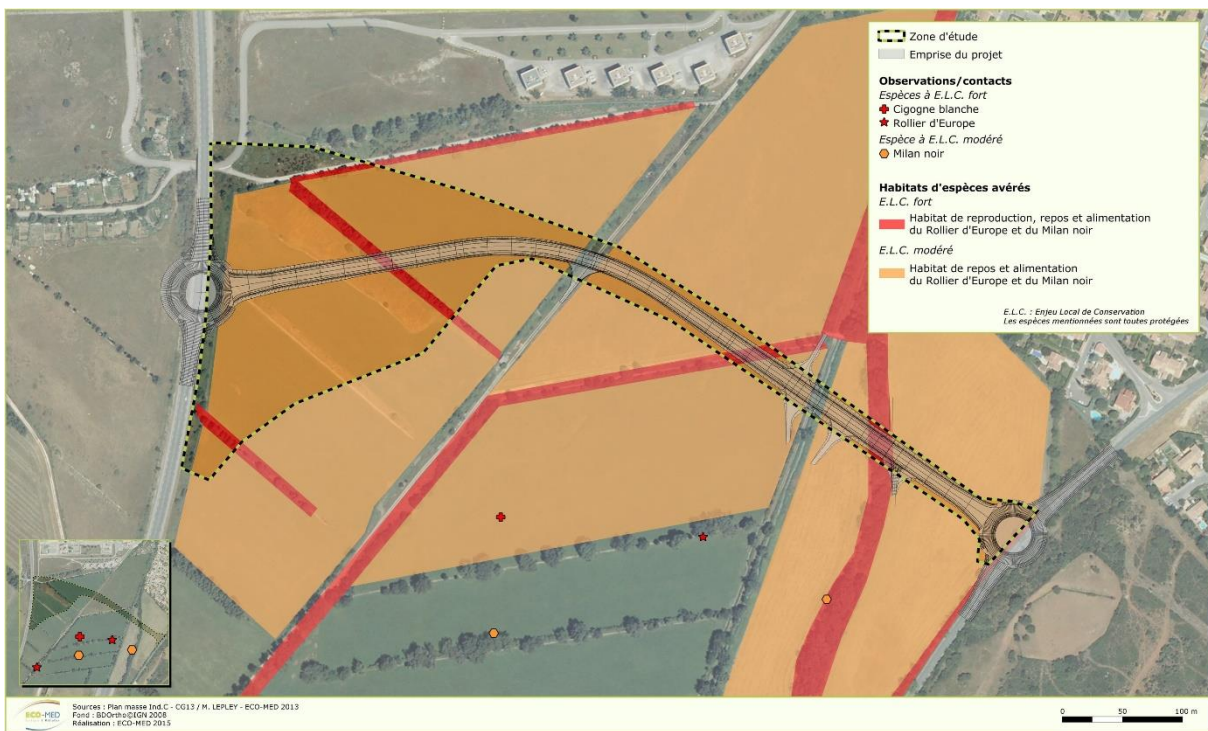 Zone d'étude
Emprise du projet
Observations/contacts
Espèces à E.L.C. fort
Cigogne blanche
Rollier d'Europe
Espèce à E.L.C. modéré
Milan noir
Habitats d'espèces avérés
E.L.C. fort
Habitat de reproduction, repos et alimentation
du Rollier d'Europe et du Milan noir
E.L.C. modéré
Habitat de repos et alimentation
du Rollier d'Europe et du Milan noir
E.L.C. : Enjeu Local de Conservation
Les espèces mentionnées sont toutes protégées
ECO-MED
Sources : Plan masse Ind.C - CG13 / M. LEPLEY - ECO-MED 2013
Fond : BDOrtho©IGN 2008
Réalisation : ECO-MED 2015
0 50 100 m